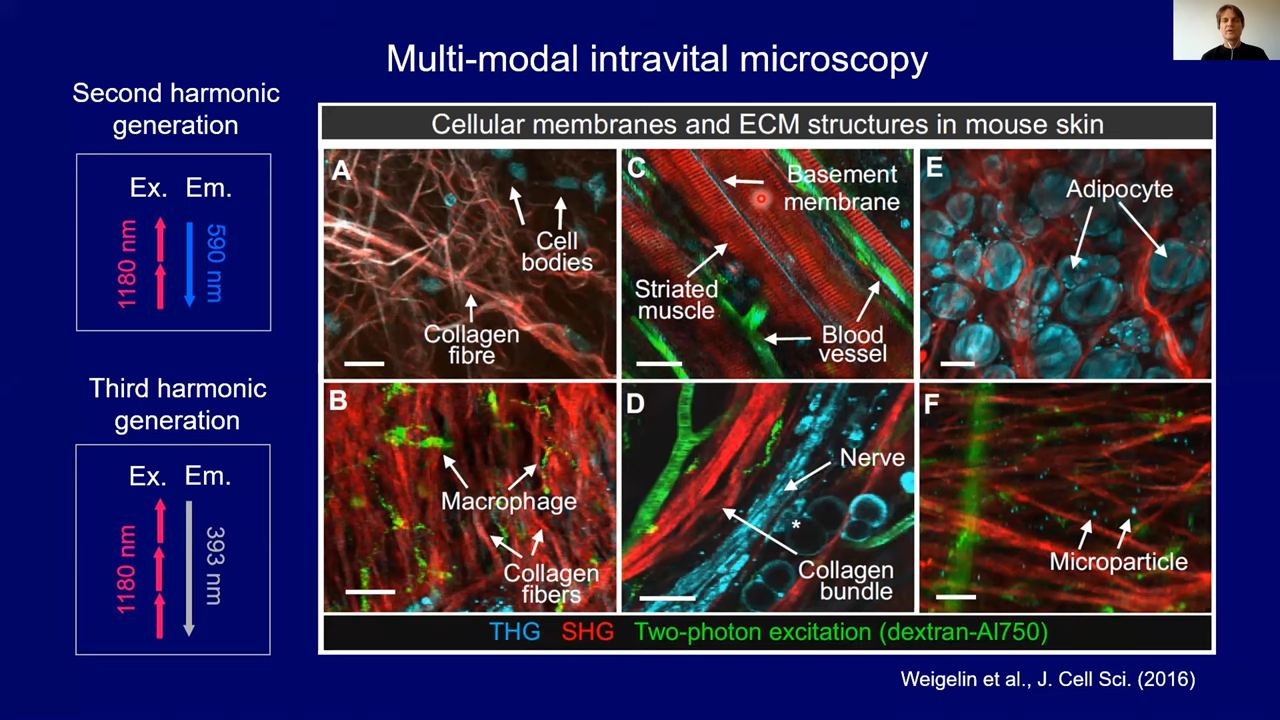 Multi-modal intravital microscopy
Second harmonic
generation
Ex. Em.
1180 nm
590 nm
Third harmonic
generation
Ex. Em.
1180 nm
393 nm
Cellular membranes and ECM structures in mouse skin
A
Cell
bodies
Collagen
fibre
C
Basement
membrane
Striated
muscle
Blood
vessel
E
Adipocyte
B
Macrophage
Collagen
fibers
D
Nerve
*
Collagen
bundle
F
Microparticle
THG SHG Two-photon excitation (dextran-Al750)
Weigelin et al., J. Cell Sci. (2016)